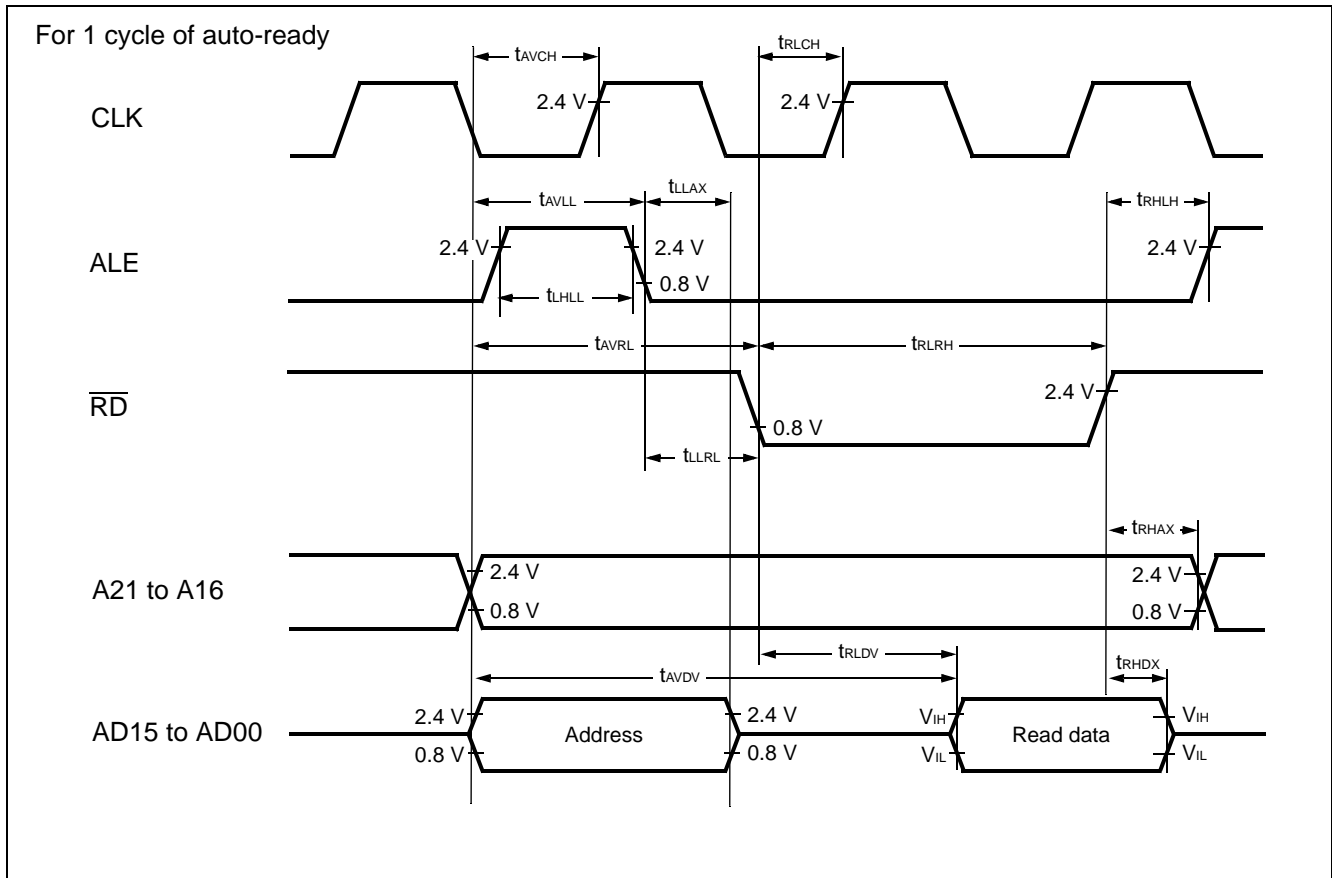 For 1 cycle of auto-ready
tAVCH
tRLCH
CLK
2.4 V
2.4 V
tAVLL
tLLAX
tRHLH
ALE
2.4 V
2.4 V
2.4 V
0.8 V
tLHLL
tAVRL
tRLRH
RD
2.4 V
0.8 V
tLLRL
tRHAX
A21 to A16
2.4 V
2.4 V
0.8 V
0.8 V
tRLDV
tAVDV
tRHDX
AD15 to AD00
2.4 V
Address
2.4 V
VIH
Read data
VIH
0.8 V
0.8 V
VIL
VIL